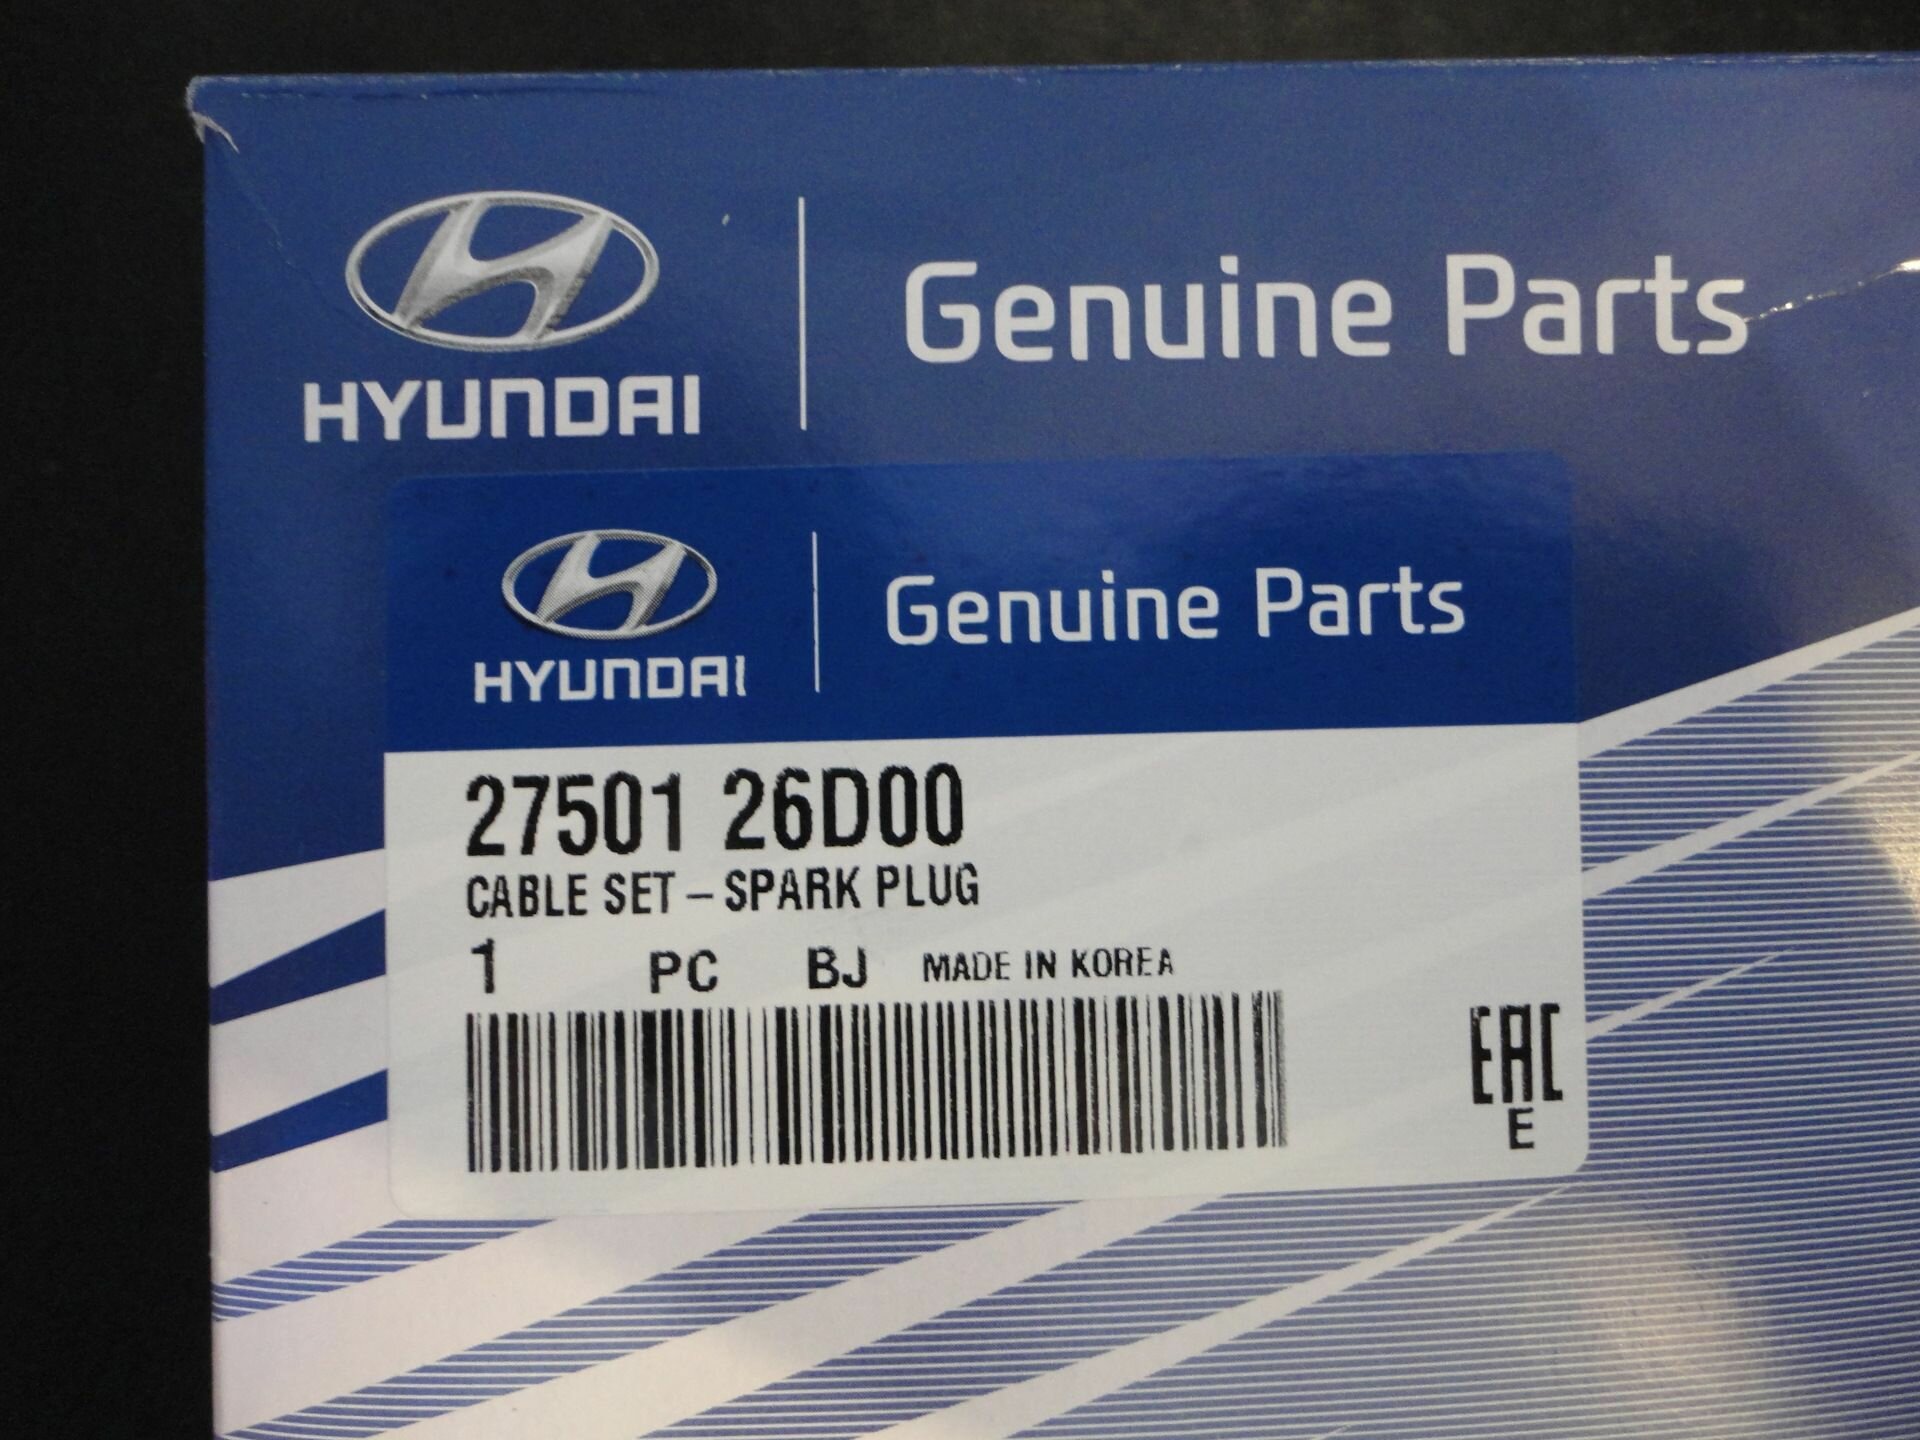 HYUNDAI
Genuine Parts
HYUNDAI
Genuine Parts
27501 26D00
CABLE SET – SPARK PLUG
1 PC BJ MADE IN KOREA
EAC
E